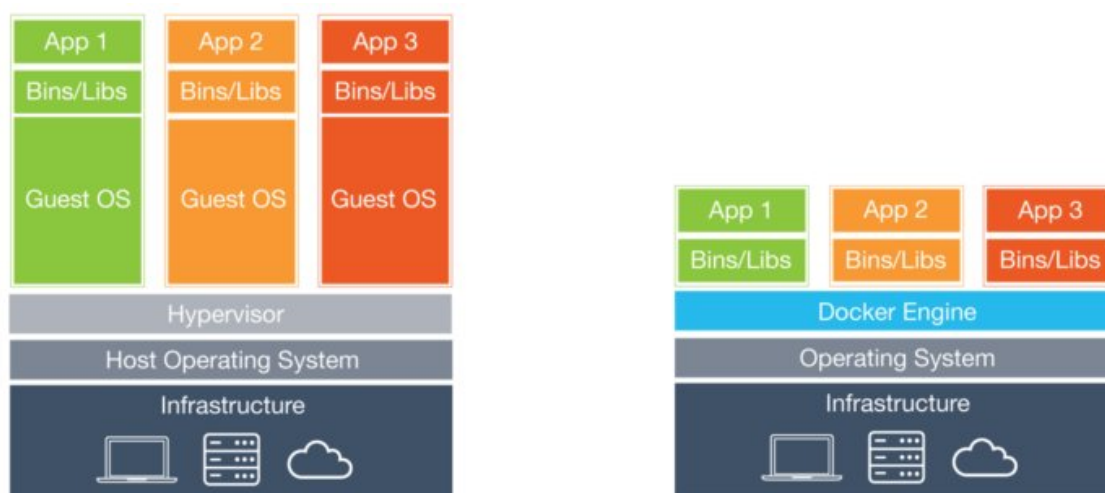 App 1
App 2
App 3
Bins/Libs
Bins/Libs
Bins/Libs
Guest OS
Guest OS
Guest OS
Hypervisor
Host Operating System
Infrastructure
App 1
App 2
App 3
Bins/Libs
Bins/Libs
Bins/Libs
Docker Engine
Operating System
Infrastructure